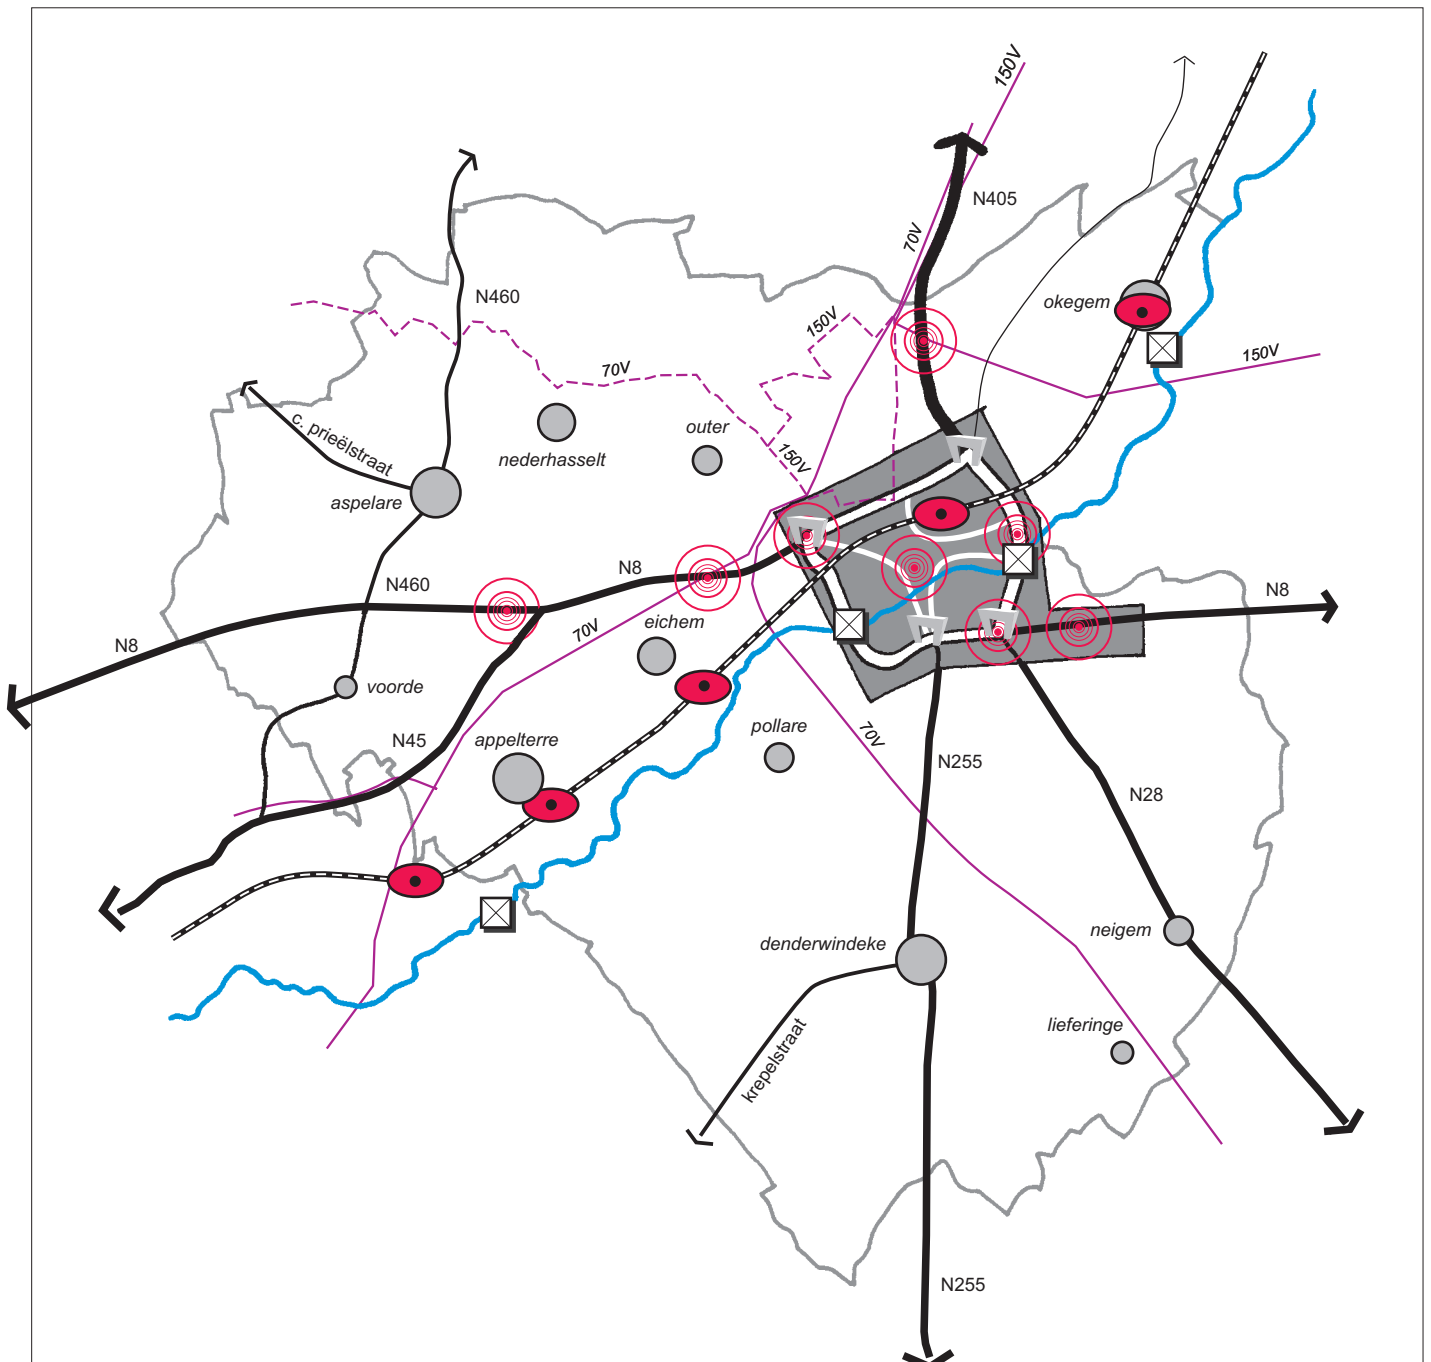 150V
N405
70V
N460
okegem
150V
150V
70V
c. prieëlstraat
outer
nederhasselt
150V
aspelare
N8
N460
N8
eichem
70V
N8
voorde
pollare
N45
appelterre
70V
N255
N28
neigem
denderwindeke
lieferinge
krepelstraat
N255